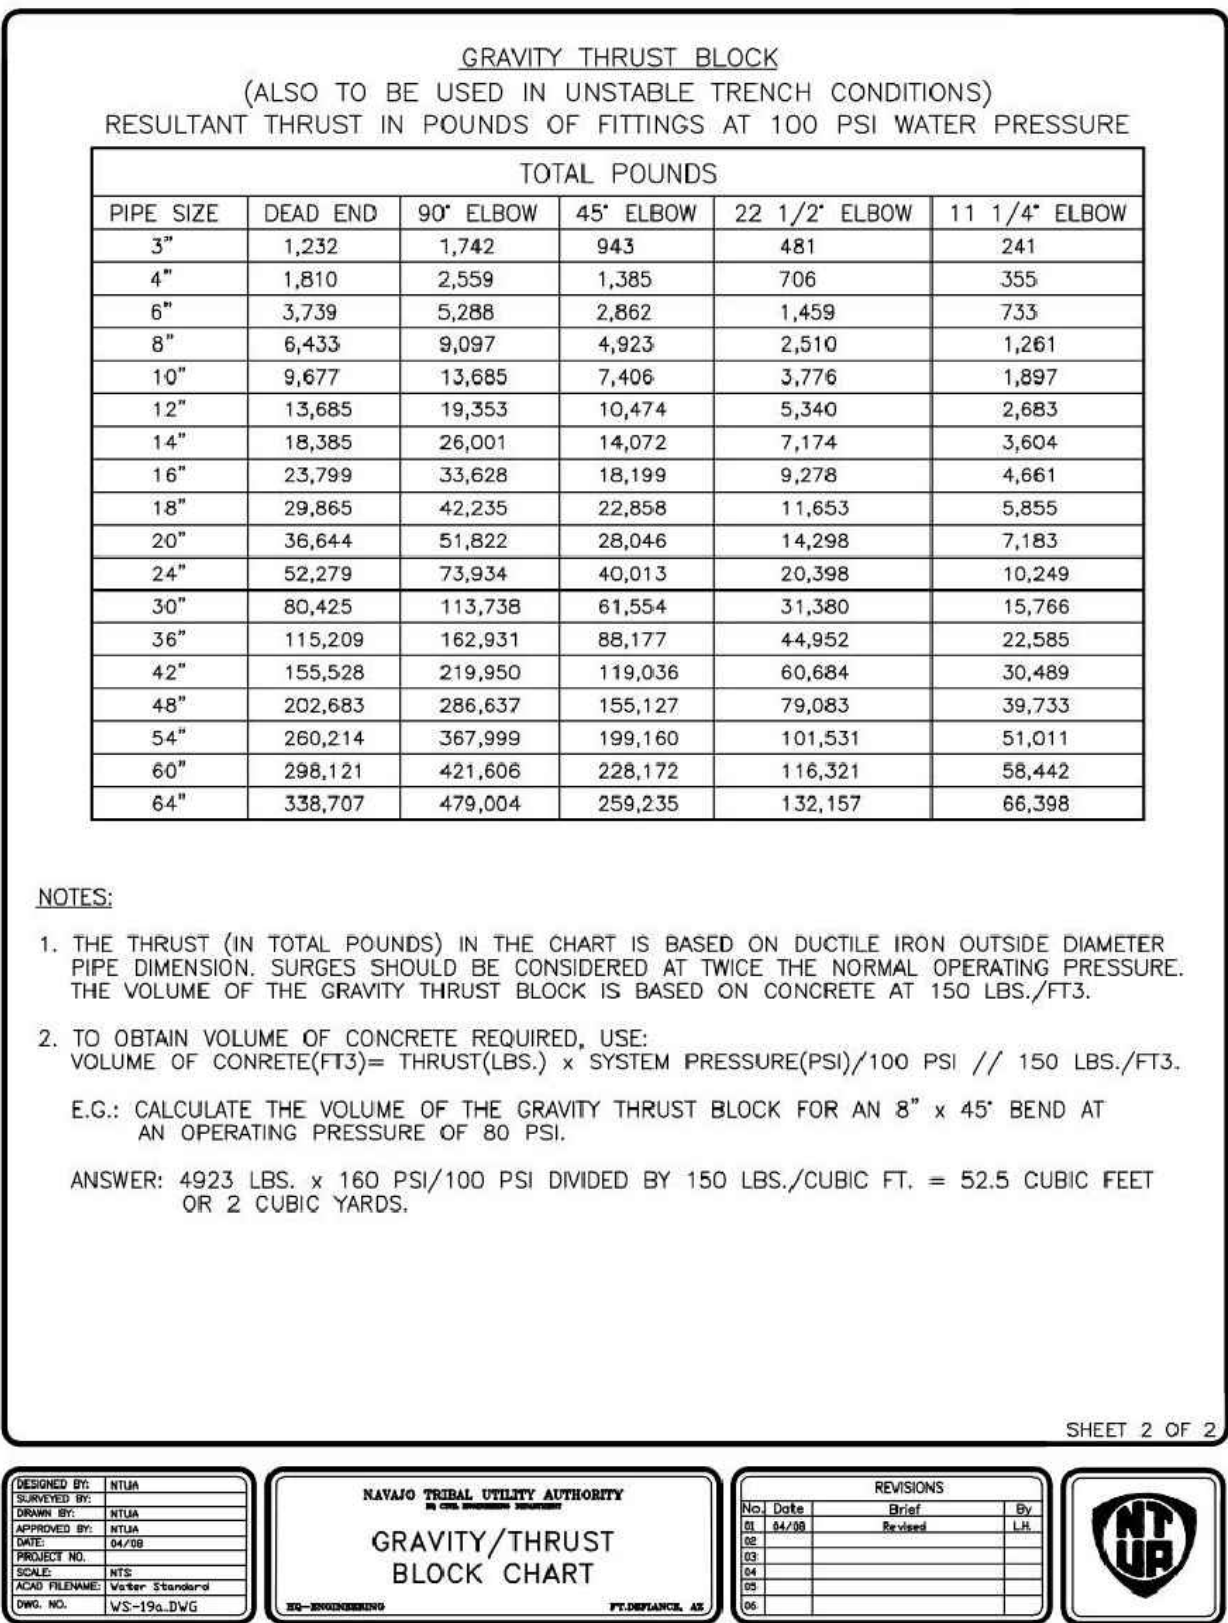 GRAVITY THRUST BLOCK
(ALSO TO BE USED IN UNSTABLE TRENCH CONDITIONS)
RESULTANT THRUST IN POUNDS OF FITTINGS AT 100 PSI WATER PRESSURE
TOTAL POUNDS
PIPE SIZE DEAD END 90° ELBOW 45° ELBOW 22 1/2° ELBOW 11 1/4° ELBOW
3" 1,232 1,742 943 481 241
4" 1,810 2,559 1,385 706 355
6" 3,739 5,288 2,862 1,459 733
8" 6,433 9,097 4,923 2,510 1,261
10" 9,677 13,685 7,406 3,776 1,897
12" 13,685 19,353 10,474 5,340 2,683
14" 18,385 26,001 14,072 7,174 3,604
16" 23,799 33,628 18,199 9,278 4,661
18" 29,865 42,235 22,858 11,653 5,855
20" 36,644 51,822 28,046 14,298 7,183
24" 52,279 73,934 40,013 20,398 10,249
30" 80,425 113,738 61,554 31,380 15,766
36" 115,209 162,931 88,177 44,952 22,585
42" 155,528 219,950 119,036 60,684 30,489
48" 202,683 286,637 155,127 79,083 39,733
54" 260,214 367,999 199,160 101,531 51,011
60" 298,121 421,606 228,172 116,321 58,442
64" 338,707 479,004 259,235 132,157 66,398
NOTES:
1. THE THRUST (IN TOTAL POUNDS) IN THE CHART IS BASED ON DUCTILE IRON OUTSIDE DIAMETER
PIPE DIMENSION. SURGES SHOULD BE CONSIDERED AT TWICE THE NORMAL OPERATING PRESSURE.
THE VOLUME OF THE GRAVITY THRUST BLOCK IS BASED ON CONCRETE AT 150 LBS./FT3.
2. TO OBTAIN VOLUME OF CONCRETE REQUIRED, USE:
VOLUME OF CONRETE(FT3)= THRUST(LBS.) x SYSTEM PRESSURE(PSI)/100 PSI // 150 LBS./FT3.
E.G.: CALCULATE THE VOLUME OF THE GRAVITY THRUST BLOCK FOR AN 8" x 45° BEND AT
AN OPERATING PRESSURE OF 80 PSI.
ANSWER: 4923 LBS. x 160 PSI/100 PSI DIVIDED BY 150 LBS./CUBIC FT. = 52.5 CUBIC FEET
OR 2 CUBIC YARDS.
SHEET 2 OF 2
DESIGNED BY: NTUA
SURVEYED BY:
DRAWN BY: NTUA
APPROVED BY: NTUA
DATE: 04/08
PROJECT NO.
SCALE: NTS
ACAD FILENAME: Water Standard
DWG. NO. WS-19a.DWG
NAVAJO TRIBAL UTILITY AUTHORITY
HQ CIVIL ENGINEERING DEPARTMENT
GRAVITY/THRUST
BLOCK CHART
HQ-ENGINEERING FT.DEFIANCE, AZ
REVISIONS
No. Date Brief By
01 04/08 Revised L.H.
02
03
04
05
06
NT
UA